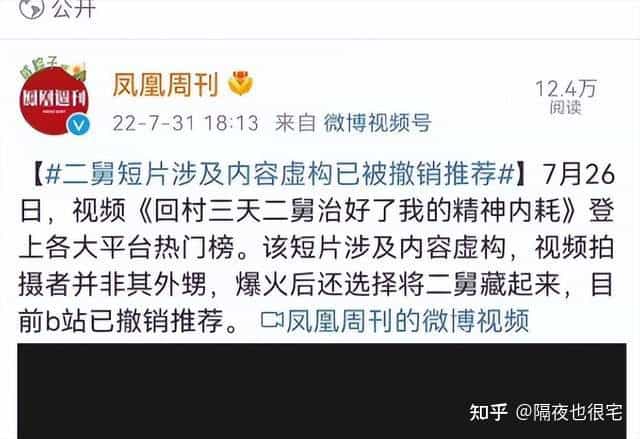 公开
凤凰周刊
12.4万
阅读
鳳凰週刊
22-7-31 18:13 来自 微博视频号
【#二舅短片涉及内容虚构已被撤销推荐#】7月26
日，视频《回村三天二舅治好了我的精神内耗》登
上各大平台热门榜。该短片涉及内容虚构，视频拍
摄者并非其外甥，爆火后还选择将二舅藏起来，目
前b站已撤销推荐。凤凰周刊的微博视频
知乎 @隔夜也很宅